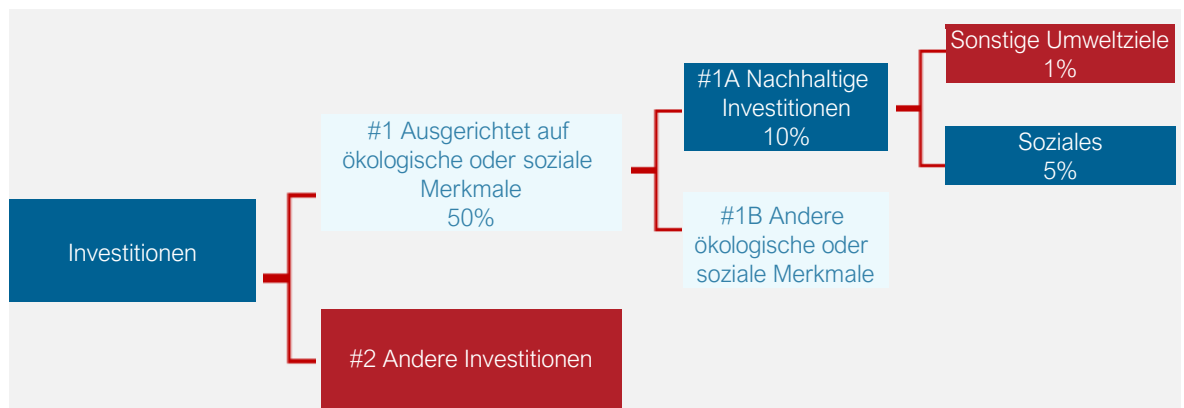 Investitionen
#1 Ausgerichtet auf
ökologische oder soziale
Merkmale
50%
#2 Andere Investitionen
#1A Nachhaltige
Investitionen
10%
#1B Andere
ökologische oder
soziale Merkmale
Sonstige Umweltziele
1%
Soziales
5%